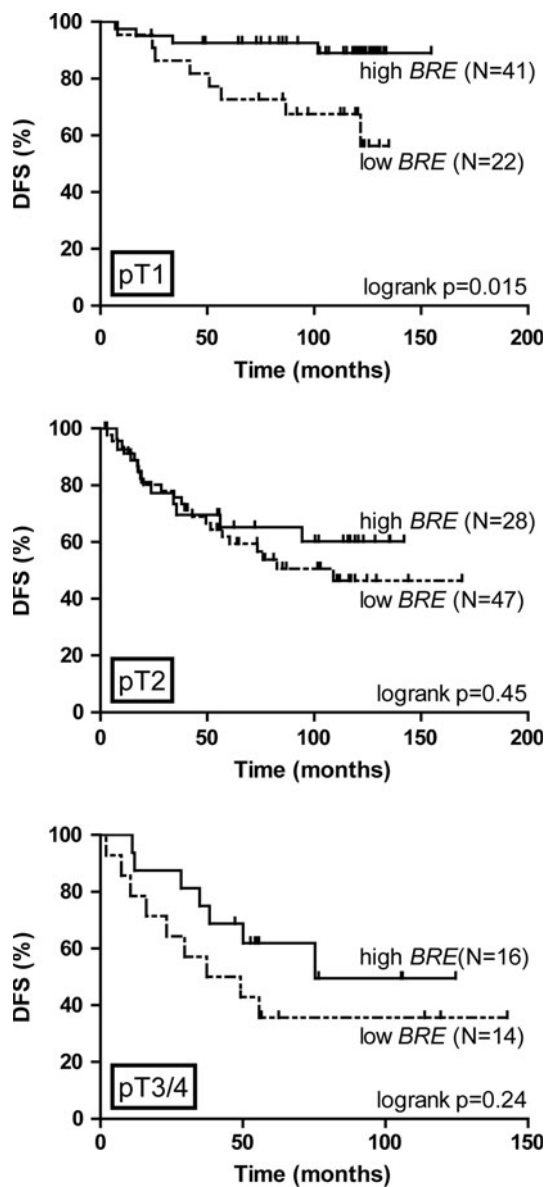 100
80
60
40
20
0
DFS (%)
high BRE (N=41)
low BRE (N=22)
pT1
logrank p=0.015
0 50 100 150 200
Time (months)
100
80
60
40
20
0
DFS (%)
high BRE (N=28)
low BRE (N=47)
pT2
logrank p=0.45
0 50 100 150 200
Time (months)
100
80
60
40
20
0
DFS (%)
high BRE(N=16)
low BRE (N=14)
pT3/4
logrank p=0.24
0 50 100 150
Time (months)